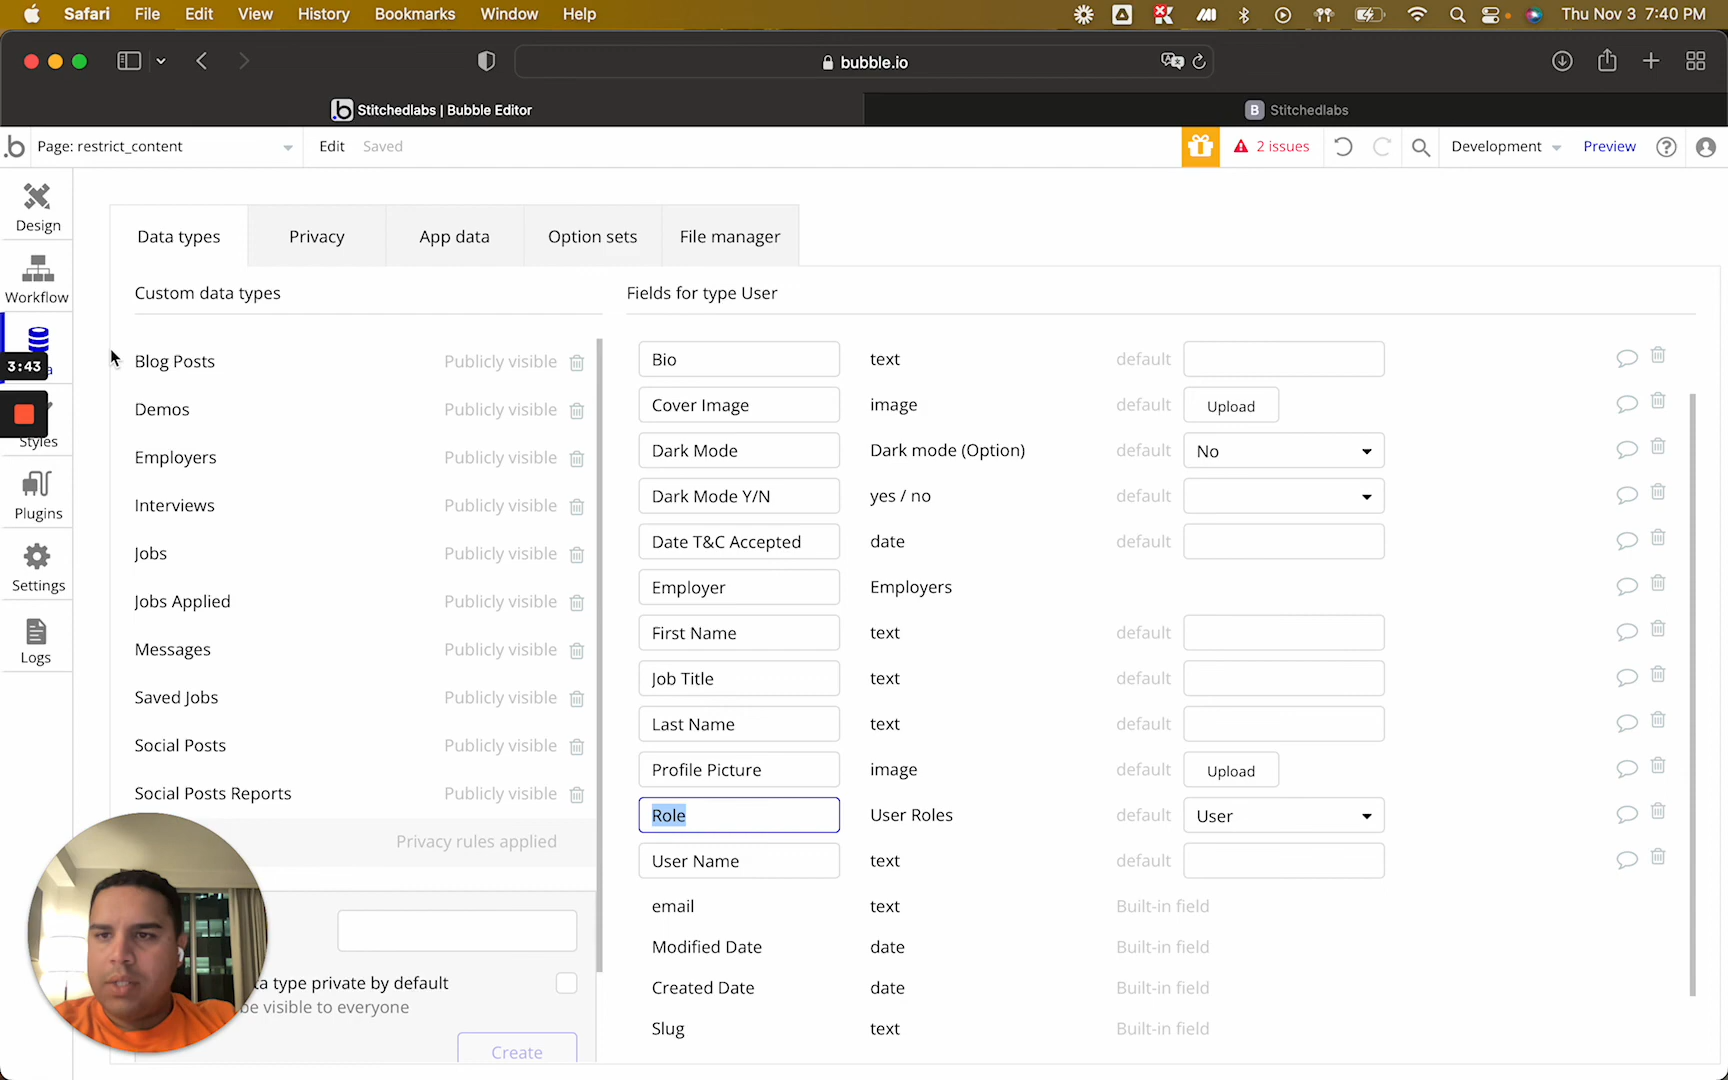 Safari File Edit View History Bookmarks Window Help Thu Nov 3 7:40 PM
bubble.io
Stitchedlabs | Bubble Editor
B Stitchedlabs
Page: restrict_content Edit Saved 2 issues Development Preview
Design
Workflow
3:43
Styles
Plugins
Settings
Logs
Data types Privacy App data Option sets File manager
Custom data types
Blog Posts Publicly visible
Demos Publicly visible
Employers Publicly visible
Interviews Publicly visible
Jobs Publicly visible
Jobs Applied Publicly visible
Messages Publicly visible
Saved Jobs Publicly visible
Social Posts Publicly visible
Social Posts Reports Publicly visible
Privacy rules applied
ta type private by default
be visible to everyone
Create
Fields for type User
Bio text default
Cover Image image default Upload
Dark Mode Dark mode (Option) default No
Dark Mode Y/N yes / no default
Date T&C Accepted date default
Employer Employers
First Name text default
Job Title text default
Last Name text default
Profile Picture image default Upload
Role User Roles default User
User Name text default
email text Built-in field
Modified Date date Built-in field
Created Date date Built-in field
Slug text Built-in field